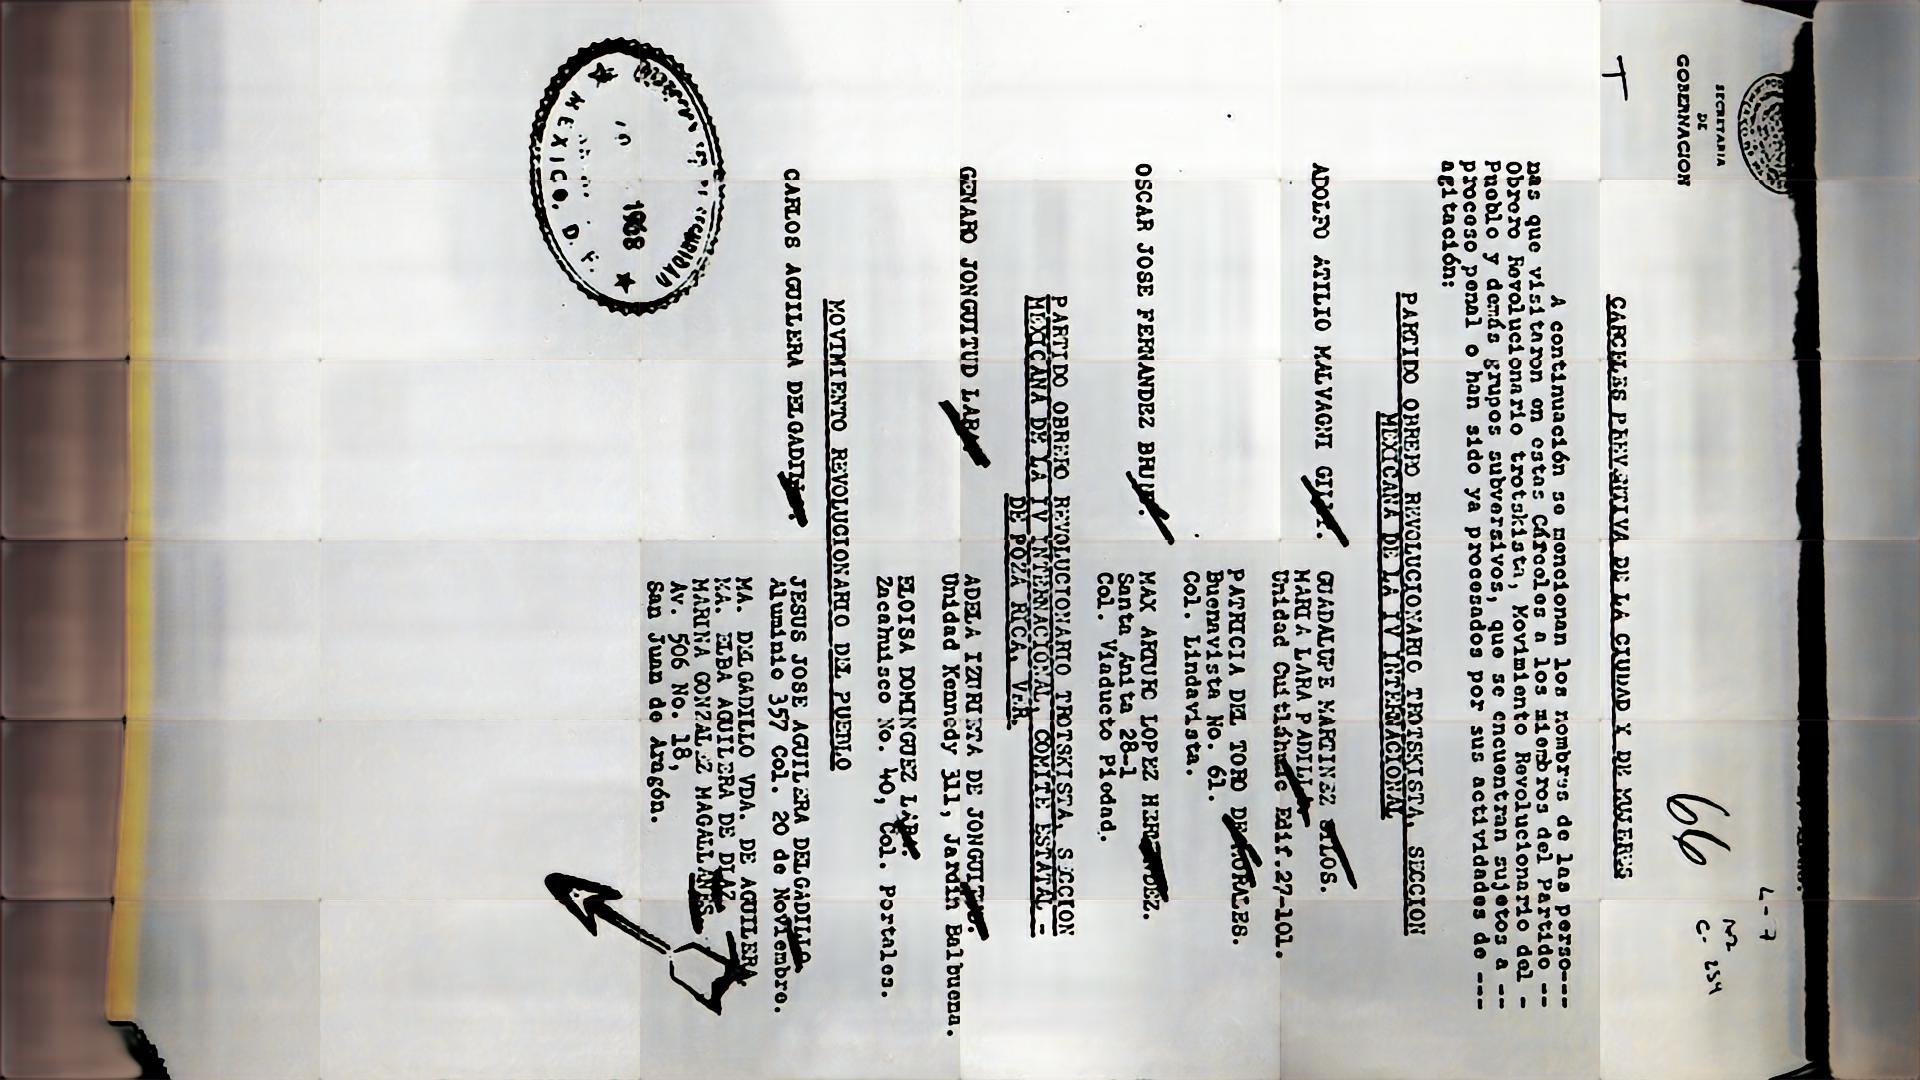 SECRETARIA
DE
GOBERNACION
T
66
L-7
C-
CARCELES PREVENTIVA DE LA CIUDAD Y DE MUJERES
A continuación se mencionan los nombres de las perso---
nas que visitaron en estas Cárceles a los miembros del Partido --
Obrero Revolucionario trotskista, Movimiento Revolucionario del -
Pueblo y demás grupos subversivos, que se encuentran sujetos a --
proceso penal o han sido ya procesados por sus actividades de ---
agitación:
PARTIDO OBRERO REVOLUCIONARIO TROTSKISTA, SECCION
MEXICANA DE LA IV INTERNACIONAL
ADOLFO ATILIO MALVAGNI GILLY.
GUADALUPE MARTINEZ
MARIA LARA PADILLA
Unidad Cuitláhuac Edif.27-101.
PATRICIA DEL TORO DE MORALES.
Buenavista No. 61.
Col. Lindavista.
OSCAR JOSE FERNANDEZ BRUNO.
MAX ARTURO LOPEZ HERNANDEZ.
Santa Anita 28-1
Col. Viaducto Piedad.
PARTIDO OBRERO REVOLUCIONARIO TROTSKISTA, SECCION
MEXICANA DE LA IV INTERNACIONAL, COMITE ESTATAL -
DE POZA RICA, VER.
GENARO JONGUITUD LARA
ADELA IZURIETA DE JONGUITUD.
Unidad Kennedy 311, Jardín Balbuena.
ELOISA DOMINGUEZ LARA.
Zacahuisco No. 40, Col. Portales.
MOVIMIENTO REVOLUCIONARIO DEL PUEBLO
CARLOS AGUILERA DELGADILLO.
JESUS JOSE AGUILERA DELGADILLO
Aluminio 357 Col. 20 de Noviembre.
MA. DELGADILLO VDA. DE AGUILERA
MA. ELBA AGUILERA DE DIAZ
MARINA GONZALEZ MAGALLANES
Av. 506 No. 18,
San Juan de Aragón.
SEGURIDAD
1968
MEXICO, D. F.